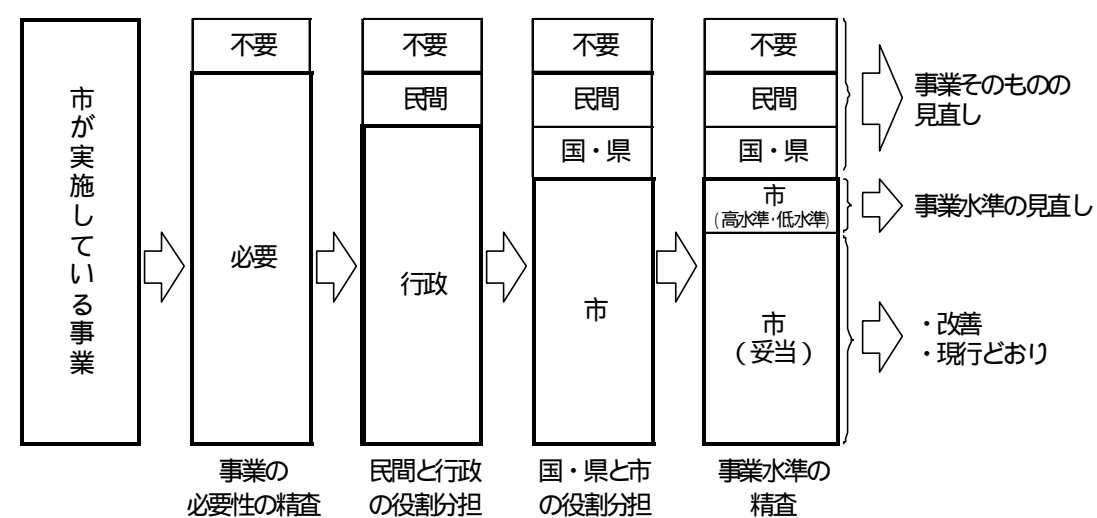 市が実施している事業
不要
必要
事業の
必要性の精査
不要
民間
行政
民間と行政
の役割分担
不要
民間
国・県
市
国・県と市
の役割分担
不要
民間
国・県
市
(高水準・低水準)
市
(妥当)
事業水準の
精査
事業そのものの
見直し
事業水準の見直し
・改善
・現行どおり